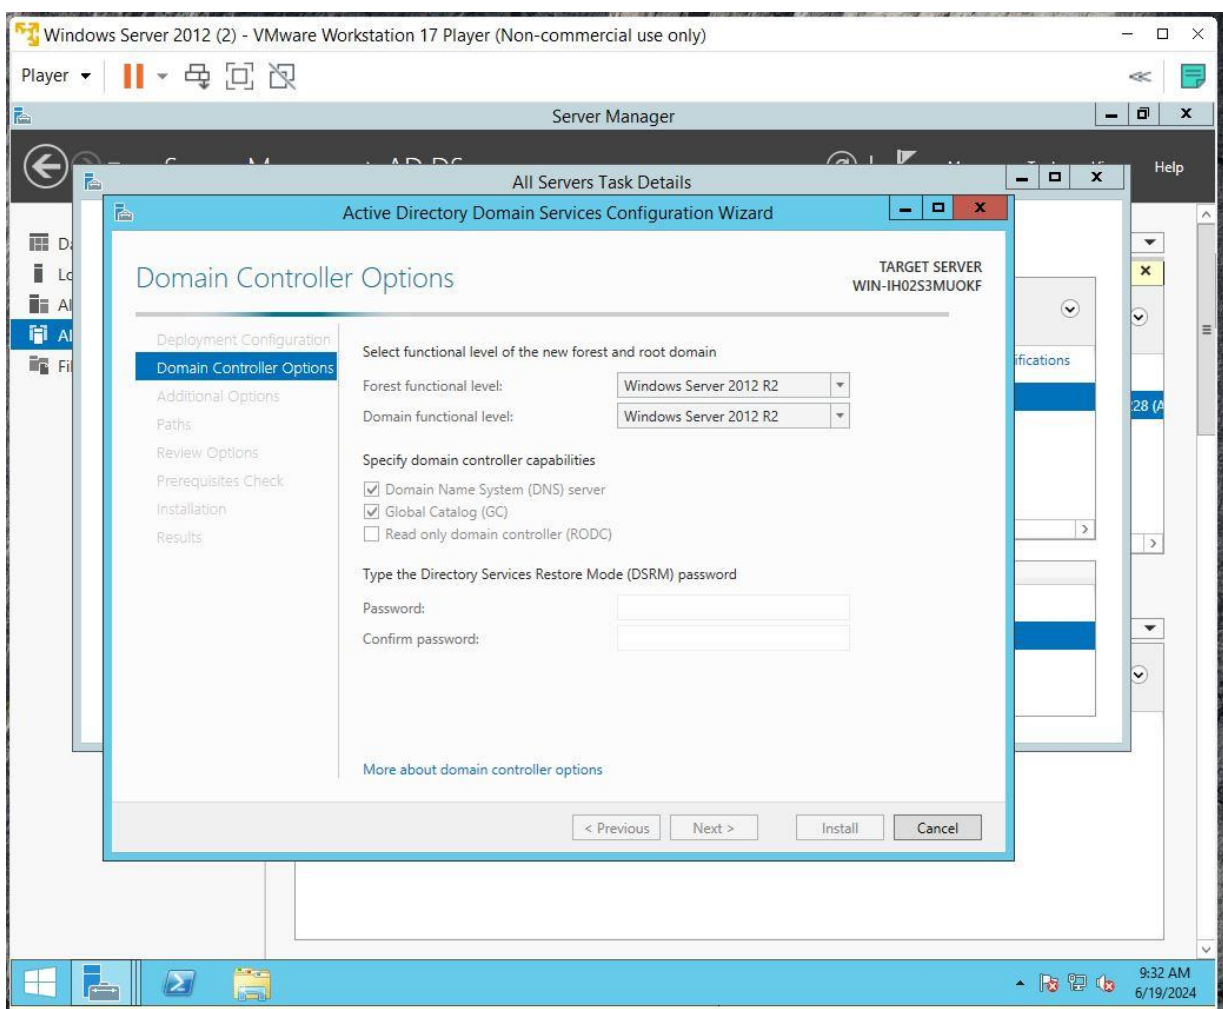 Windows Server 2012 (2) - VMware Workstation 17 Player (Non-commercial use only)
Player
Server Manager
Help
All Servers Task Details
Active Directory Domain Services Configuration Wizard
Domain Controller Options
TARGET SERVER
WIN-IH02S3MUOKF
Deployment Configuration
Domain Controller Options
Additional Options
Paths
Review Options
Prerequisites Check
Installation
Results
Select functional level of the new forest and root domain
Forest functional level: Windows Server 2012 R2
Domain functional level: Windows Server 2012 R2
Specify domain controller capabilities
Domain Name System (DNS) server
Global Catalog (GC)
Read only domain controller (RODC)
Type the Directory Services Restore Mode (DSRM) password
Password:
Confirm password:
More about domain controller options
< Previous Next > Install Cancel
9:32 AM
6/19/2024